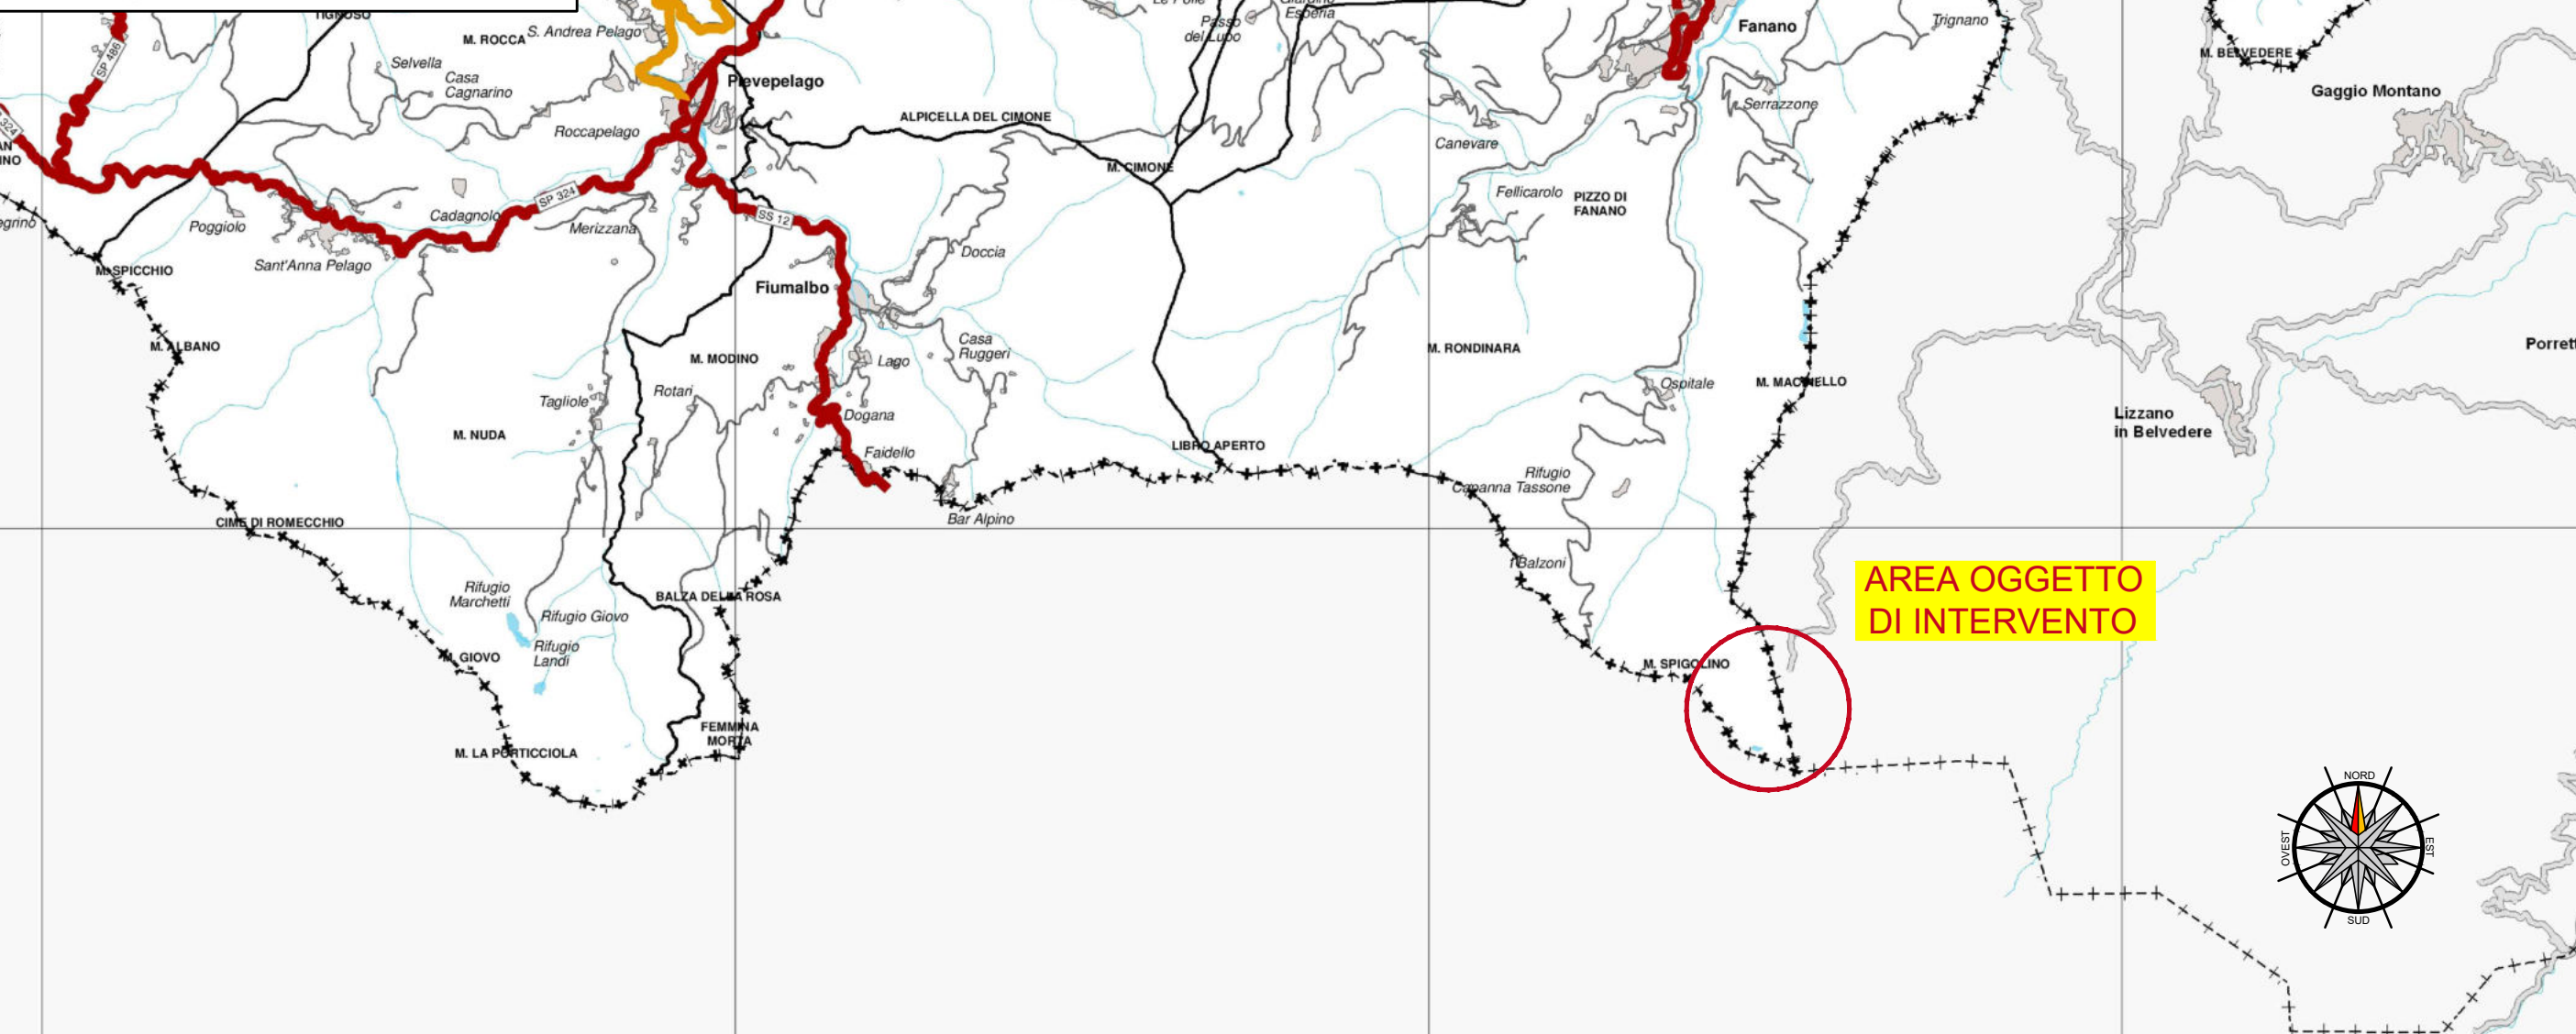 TIGNOSO
S. Andrea Pelago
M. ROCCA
Selvella
Casa
Cagnarino
SP 486
324
Pievepelago
Roccapelago
ALPICELLA DEL CIMONE
M. CIMONE
Passo
del Lupo
Esperia
Fanano
Trignano
M. BELVEDERE
Gaggio Montano
Serrazzone
Canevare
Fellicarolo
PIZZO DI
FANANO
SP 324
SS 12
Cadagnolo
Poggiolo
Merizzana
Sant'Anna Pelago
M. SPICCHIO
Doccia
Fiumalbo
M. ALBANO
M. MODINO
Casa
Ruggeri
Lago
M. RONDINARA
Rotari
Tagliole
Dogana
Ospitale
M. MACINELLO
Lizzano
in Belvedere
M. NUDA
Faidello
LIBRO APERTO
Rifugio
Capanna Tassone
Bar Alpino
CIME DI ROMECCHIO
I Balzoni
Rifugio
Marchetti
BALZA DELLA ROSA
Rifugio Giovo
Rifugio
Landi
M. GIOVO
AREA OGGETTO
DI INTERVENTO
M. SPIGOLINO
FEMMINA
MORTA
M. LA PORTICCIOLA
NORD
OVEST
EST
SUD